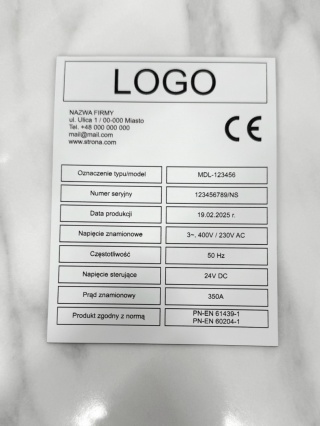 LOGO
NAZWA FIRMY
ul. Ulica 1 / 00-000 Miasto
Tel. +48 000 000 000
mail@mail.com
www.strona.com
CE
Oznaczenie typu/model MDL-123456
Numer seryjny 123456789/NS
Data produkcji 19.02.2025 r.
Napięcie znamionowe 3~, 400V / 230V AC
Częstotliwość 50 Hz
Napięcie sterujące 24V DC
Prąd znamionowy 350A
Produkt zgodny z normą PN-EN 61439-1
PN-EN 60204-1